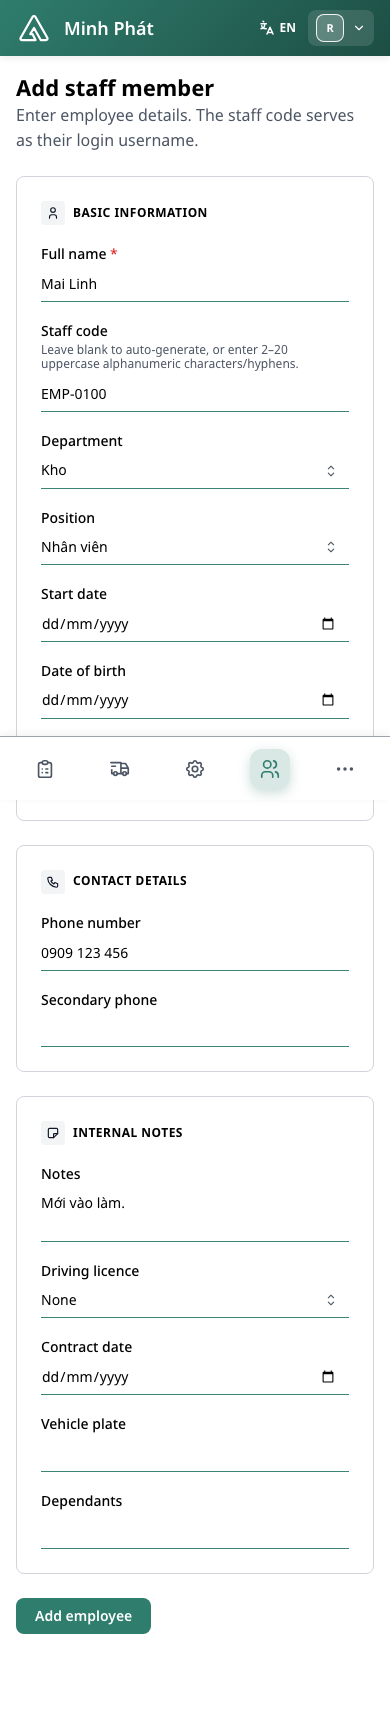 Minh Phát
EN
R
Add staff member
Enter employee details. The staff code serves
as their login username.
BASIC INFORMATION
Full name *
Mai Linh
Staff code
Leave blank to auto-generate, or enter 2–20
uppercase alphanumeric characters/hyphens.
EMP-0100
Department
Kho
Position
Nhân viên
Start date
dd/mm/yyyy
Date of birth
dd/mm/yyyy
CONTACT DETAILS
Phone number
0909 123 456
Secondary phone
INTERNAL NOTES
Notes
Mới vào làm.
Driving licence
None
Contract date
dd/mm/yyyy
Vehicle plate
Dependants
Add employee